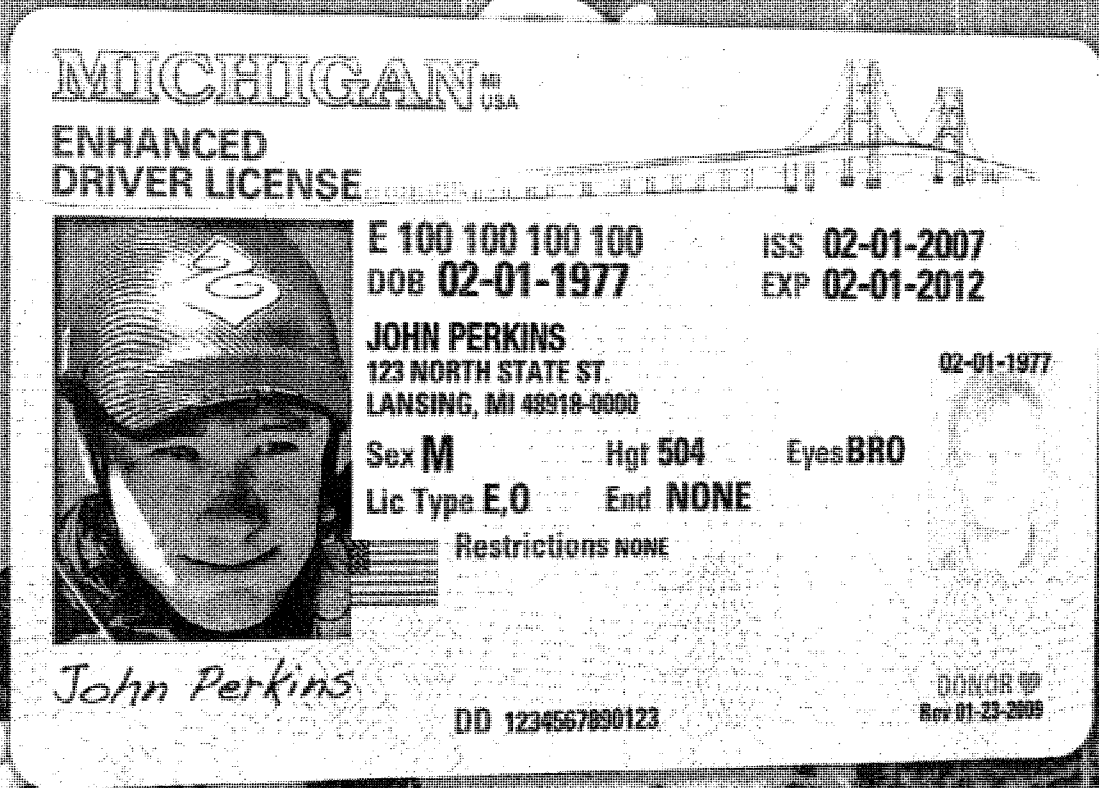 MICHIGAN MI
USA
ENHANCED
DRIVER LICENSE
E 100 100 100 100
DOB 02-01-1977
ISS 02-01-2007
EXP 02-01-2012
JOHN PERKINS
123 NORTH STATE ST.
LANSING, MI 48918-0000
02-01-1977
Sex M Hgt 504 Eyes BRO
Lic Type E,O End NONE
Restrictions NONE
John Perkins
DONOR
Rev 01-23-2009
DD 1234567890123